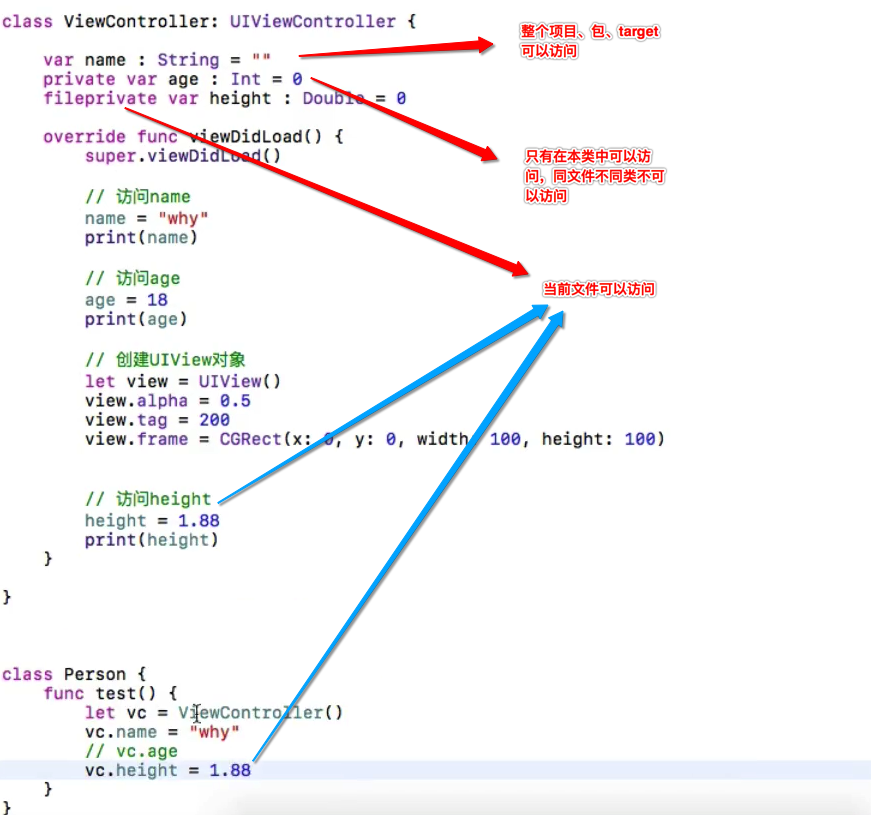 class ViewController: UIViewController {
var name : String = ""
private var age : Int = 0
fileprivate var height : Double = 0
override func viewDidLoad() {
super.viewDidLoad()
// 访问name
name = "why"
print(name)
// 访问age
age = 18
print(age)
// 创建UIView对象
let view = UIView()
view.alpha = 0.5
view.tag = 200
view.frame = CGRect(x: 0, y: 0, width: 100, height: 100)
// 访问height
height = 1.88
print(height)
}
}
class Person {
func test() {
let vc = ViewController()
vc.name = "why"
// vc.age
vc.height = 1.88
}
}
整个项目、包、target
可以访问
只有在本类中可以访
问，同文件不同类不可
以访问
当前文件可以访问